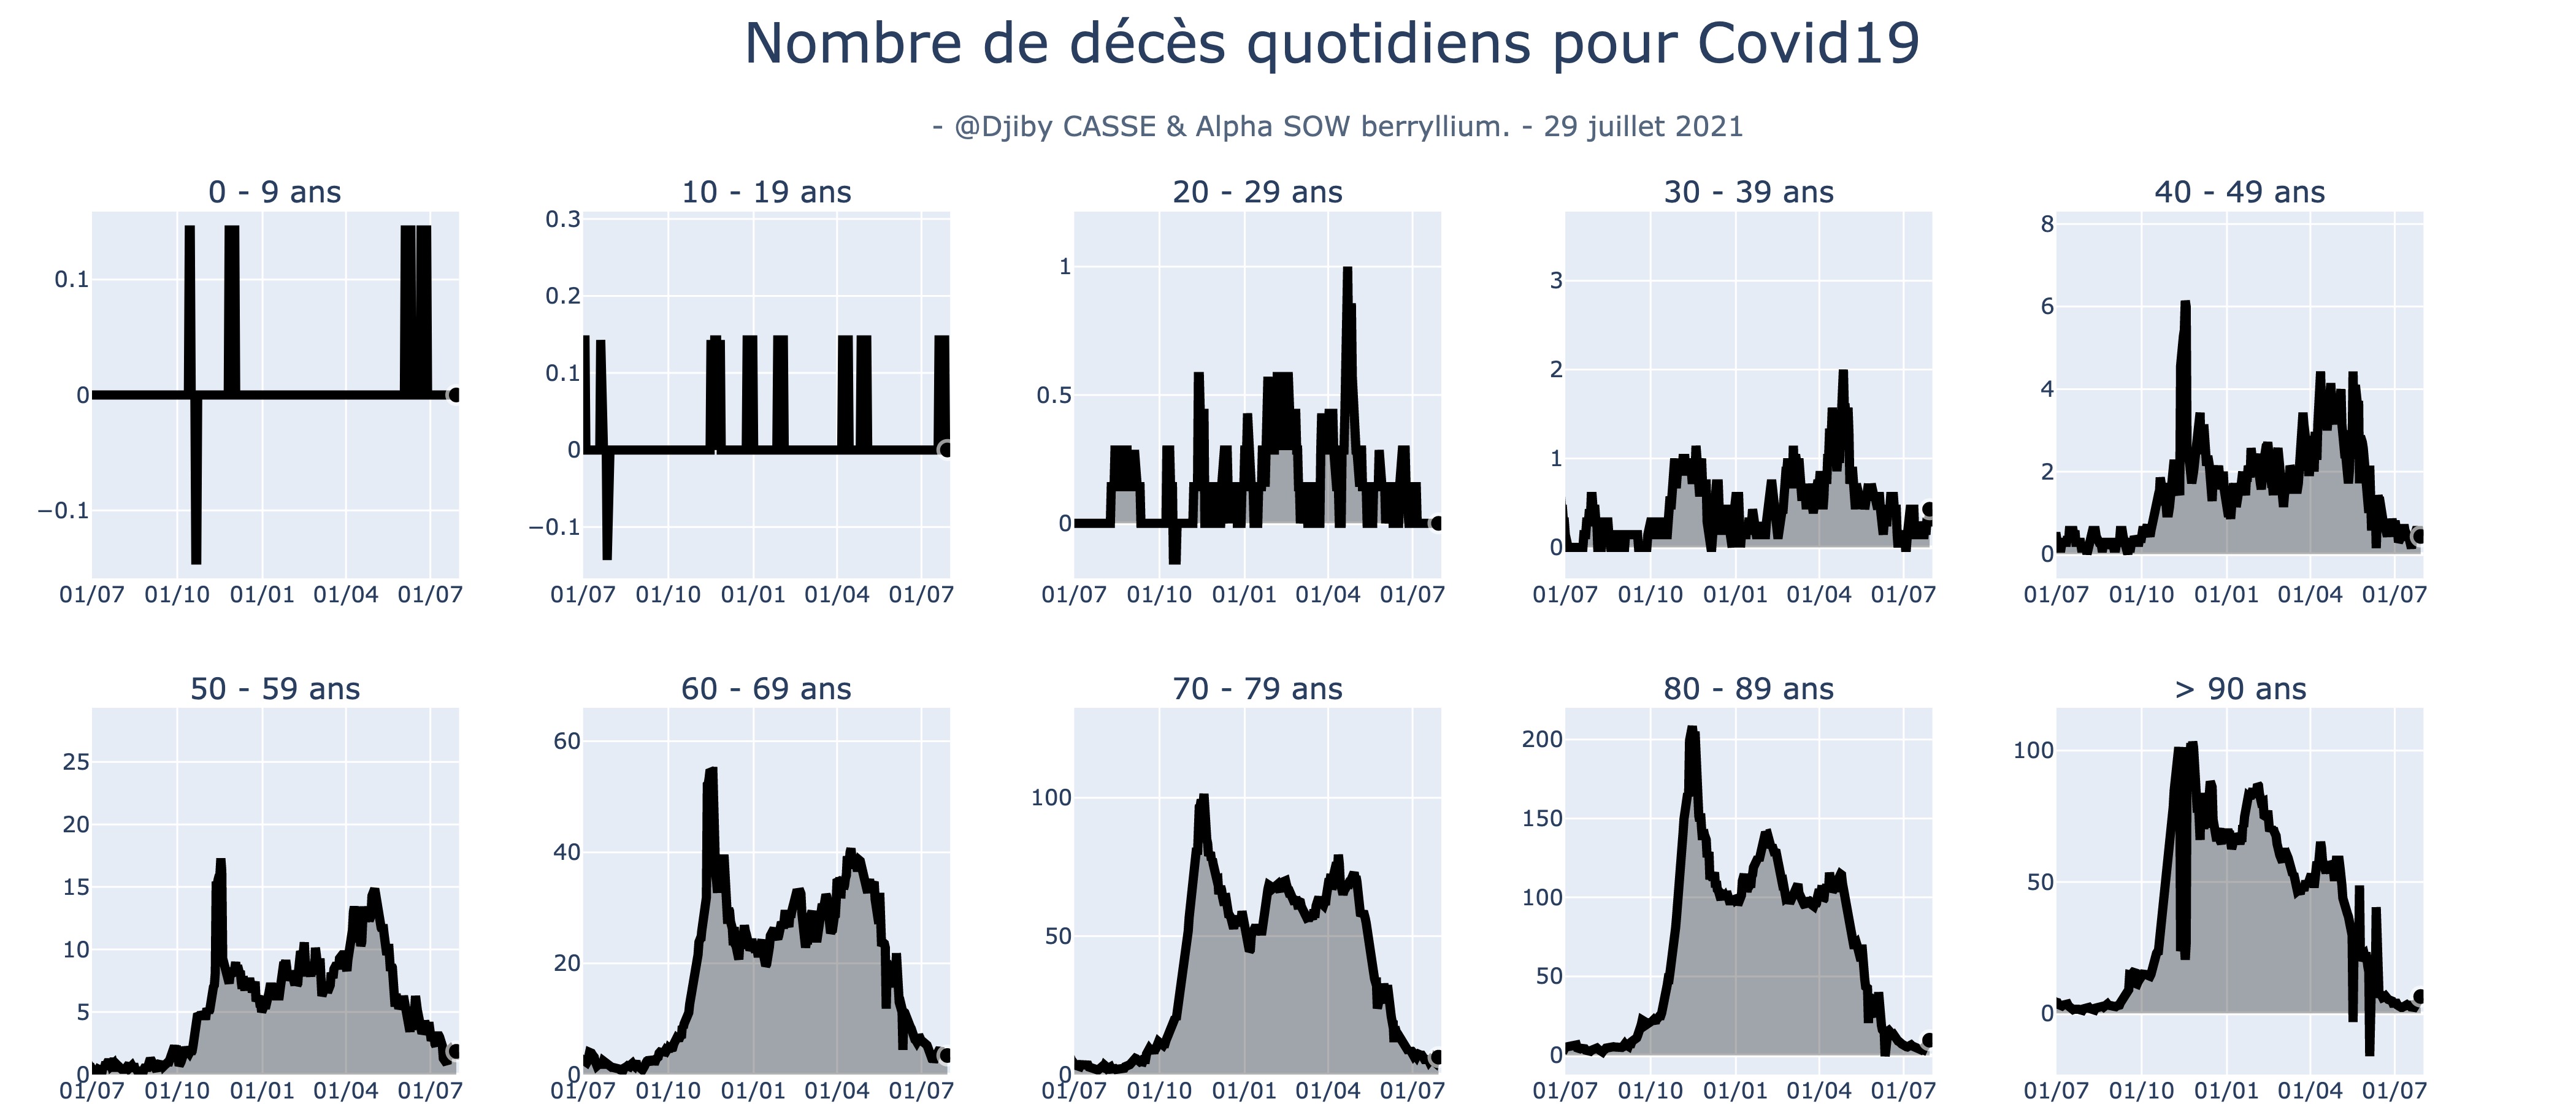 Nombre de décès quotidiens pour Covid19
- @Djiby CASSE & Alpha SOW berryllium. - 29 juillet 2021
0 - 9 ans
0.1
0
−0.1
01/07 01/10 01/01 01/04 01/07
10 - 19 ans
0.3
0.2
0.1
0
−0.1
01/07 01/10 01/01 01/04 01/07
20 - 29 ans
1
0.5
0
01/07 01/10 01/01 01/04 01/07
30 - 39 ans
3
2
1
0
01/07 01/10 01/01 01/04 01/07
40 - 49 ans
8
6
4
2
0
01/07 01/10 01/01 01/04 01/07
50 - 59 ans
25
20
15
10
5
0
01/07 01/10 01/01 01/04 01/07
60 - 69 ans
60
40
20
0
01/07 01/10 01/01 01/04 01/07
70 - 79 ans
100
50
0
01/07 01/10 01/01 01/04 01/07
80 - 89 ans
200
150
100
50
0
01/07 01/10 01/01 01/04 01/07
> 90 ans
100
50
0
01/07 01/10 01/01 01/04 01/07